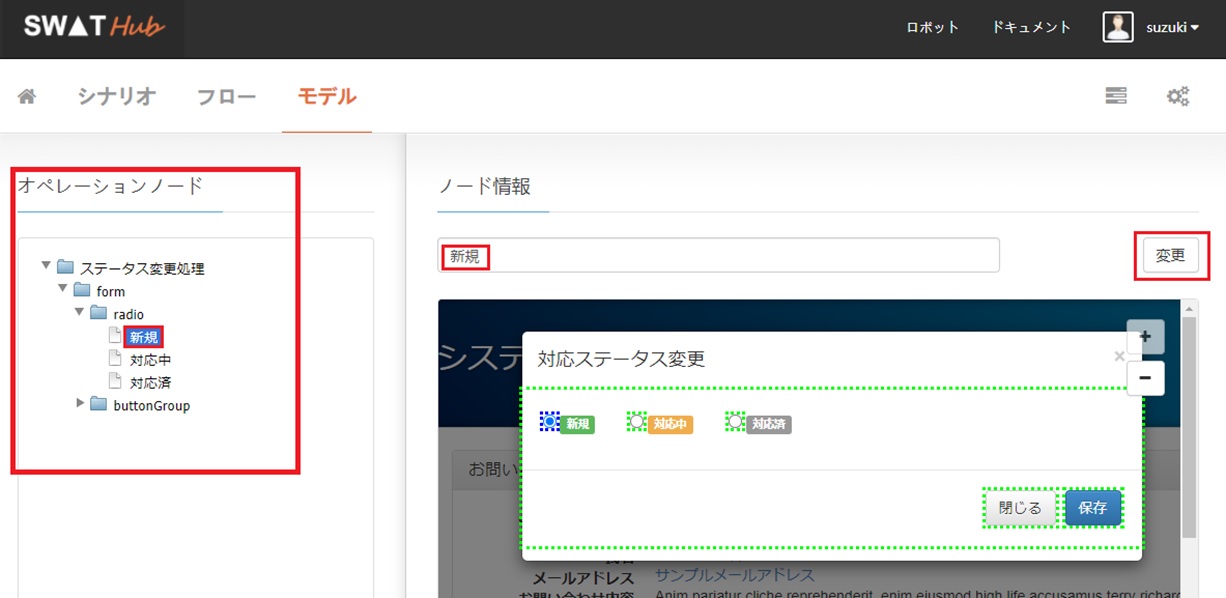 SWAT Hub
ロボット ドキュメント suzuki
シナリオ フロー モデル
オペレーションノード
ステータス変更処理
form
radio
新規
対応中
対応済
buttonGroup
ノード情報
新規 変更
システ
対応ステータス変更 ×
+
−
新規 対応中 対応済
お問い
閉じる 保存
メールアドレス サンプルメールアドレス
お問い合わせ内容 Anim pariatur cliche reprehenderit, enim eiusmod high life accusamus terry richard